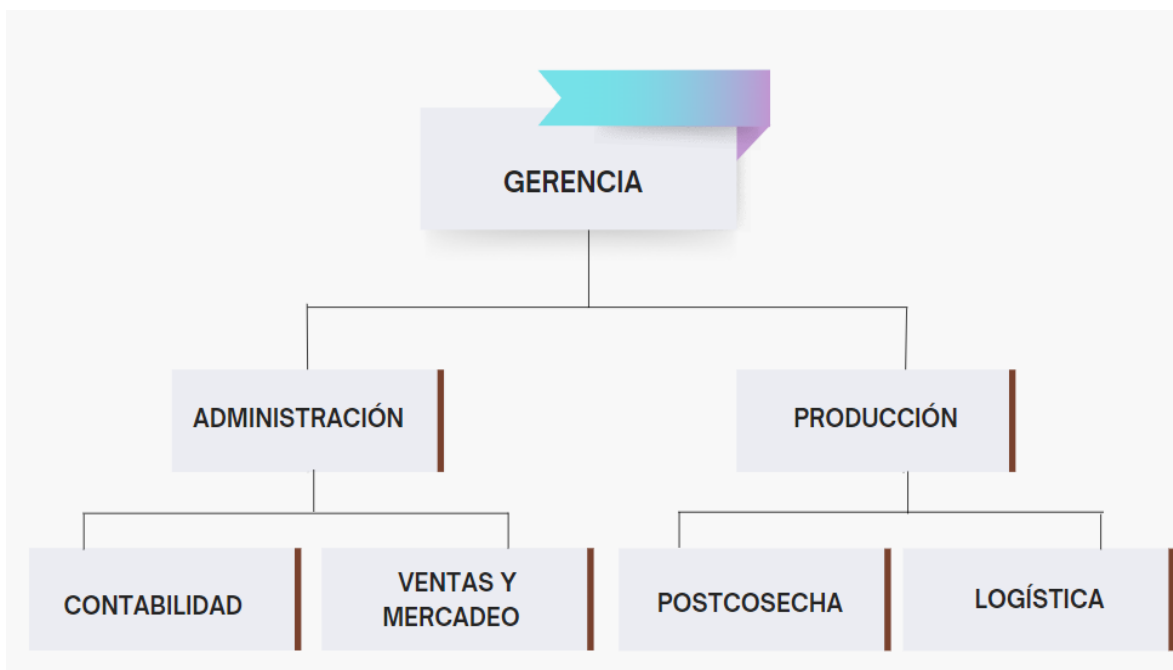 GERENCIA
ADMINISTRACIÓN
PRODUCCIÓN
CONTABILIDAD
VENTAS Y
MERCADEO
POSTCOSECHA
LOGÍSTICA